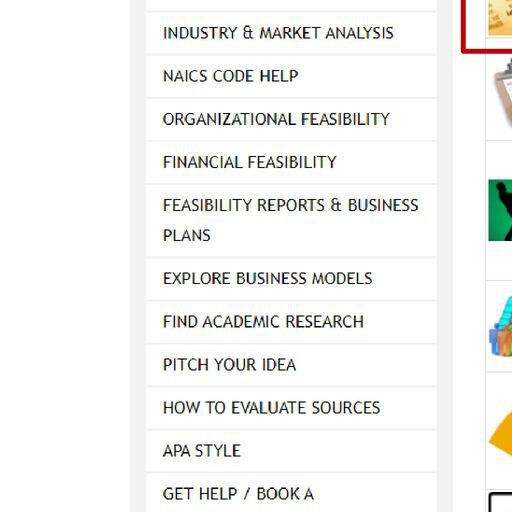 INDUSTRY & MARKET ANALYSIS
NAICS CODE HELP
ORGANIZATIONAL FEASIBILITY
FINANCIAL FEASIBILITY
FEASIBILITY REPORTS & BUSINESS
PLANS
EXPLORE BUSINESS MODELS
FIND ACADEMIC RESEARCH
PITCH YOUR IDEA
HOW TO EVALUATE SOURCES
APA STYLE
GET HELP / BOOK A